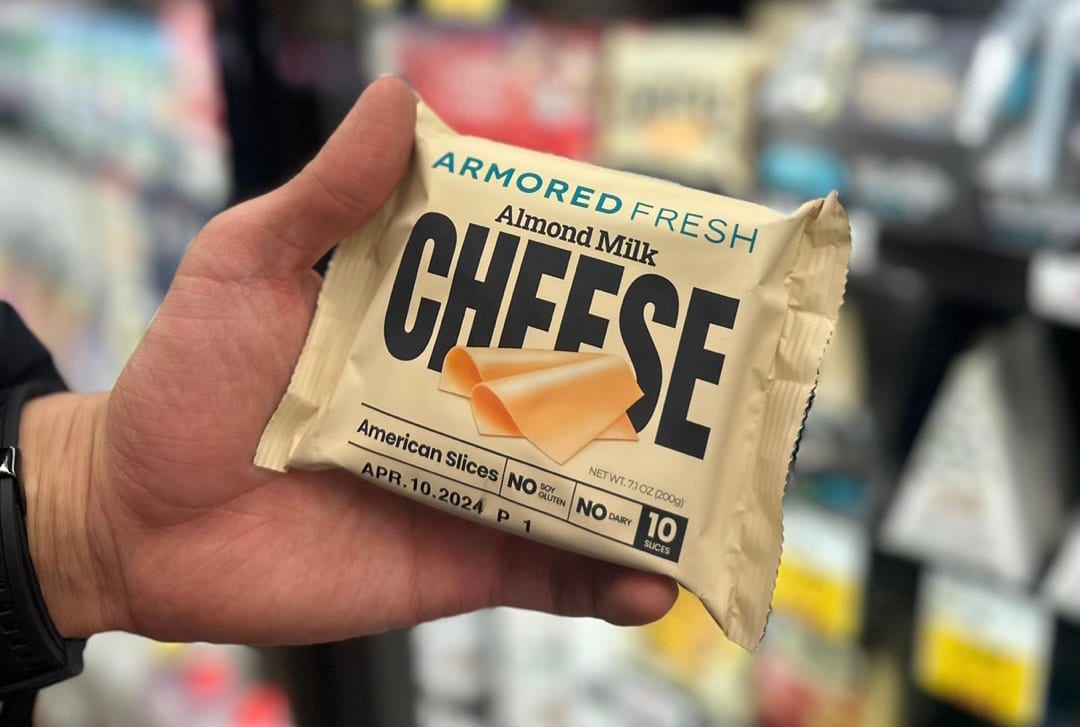 ARMORED FRESH
Almond Milk
CHEESE
American Slices
NO SOY GLUTEN
NO DAIRY
NET WT. 7.1 OZ (200g)
10 SLICES
APR.10.2024 P 1